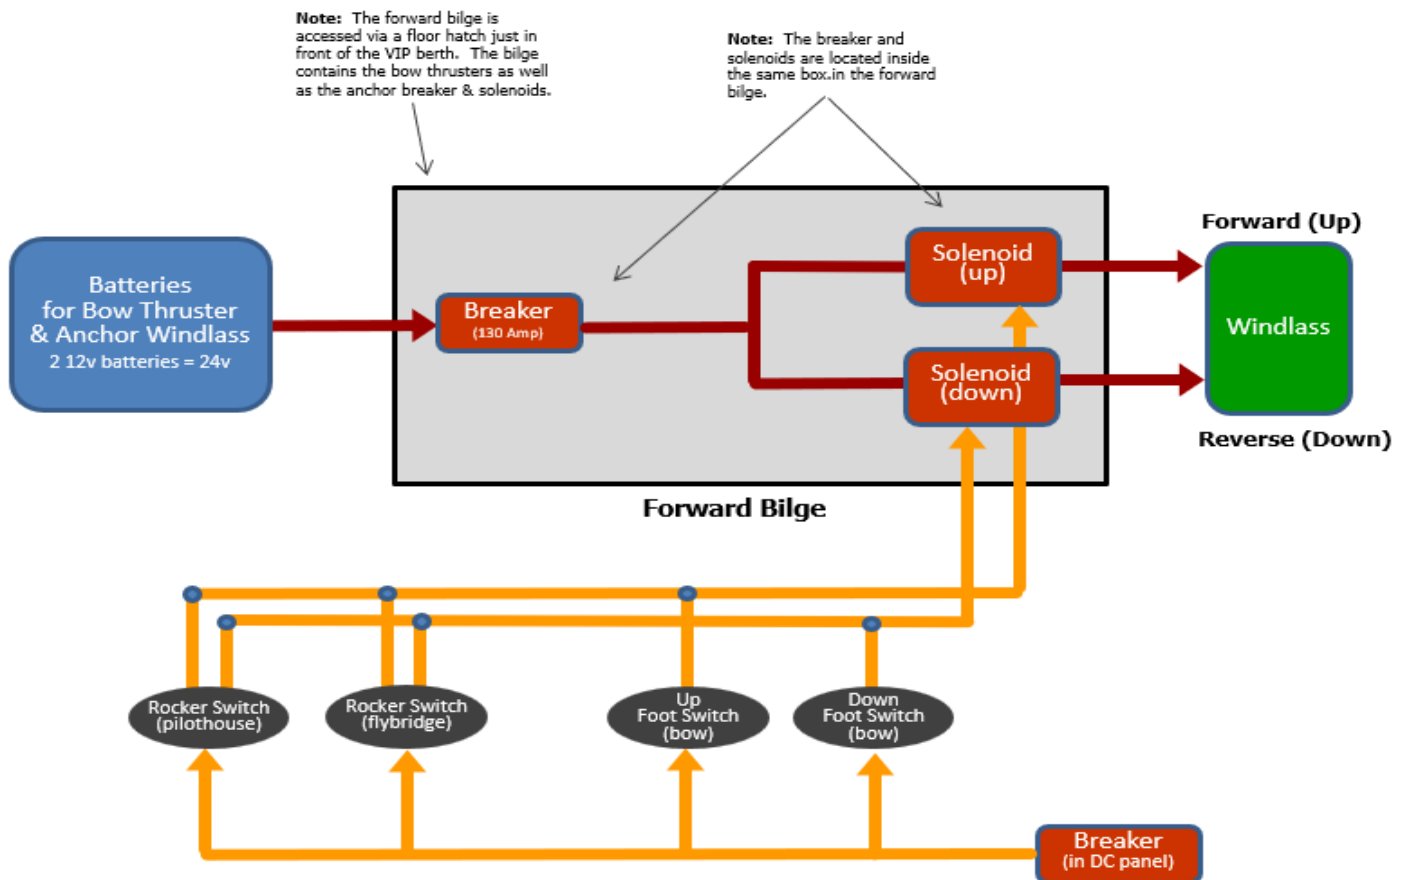 Note: The forward bilge is
accessed via a floor hatch just in
front of the VIP berth. The bilge
contains the bow thrusters as well
as the anchor breaker & solenoids.
Note: The breaker and
solenoids are located inside
the same box.in the forward
bilge.
Batteries
for Bow Thruster
& Anchor Windlass
2 12v batteries = 24v
Breaker
(130 Amp)
Solenoid
(up)
Solenoid
(down)
Forward (Up)
Windlass
Reverse (Down)
Forward Bilge
Rocker Switch
(pilothouse)
Rocker Switch
(flybridge)
Up
Foot Switch
(bow)
Down
Foot Switch
(bow)
Breaker
(in DC panel)